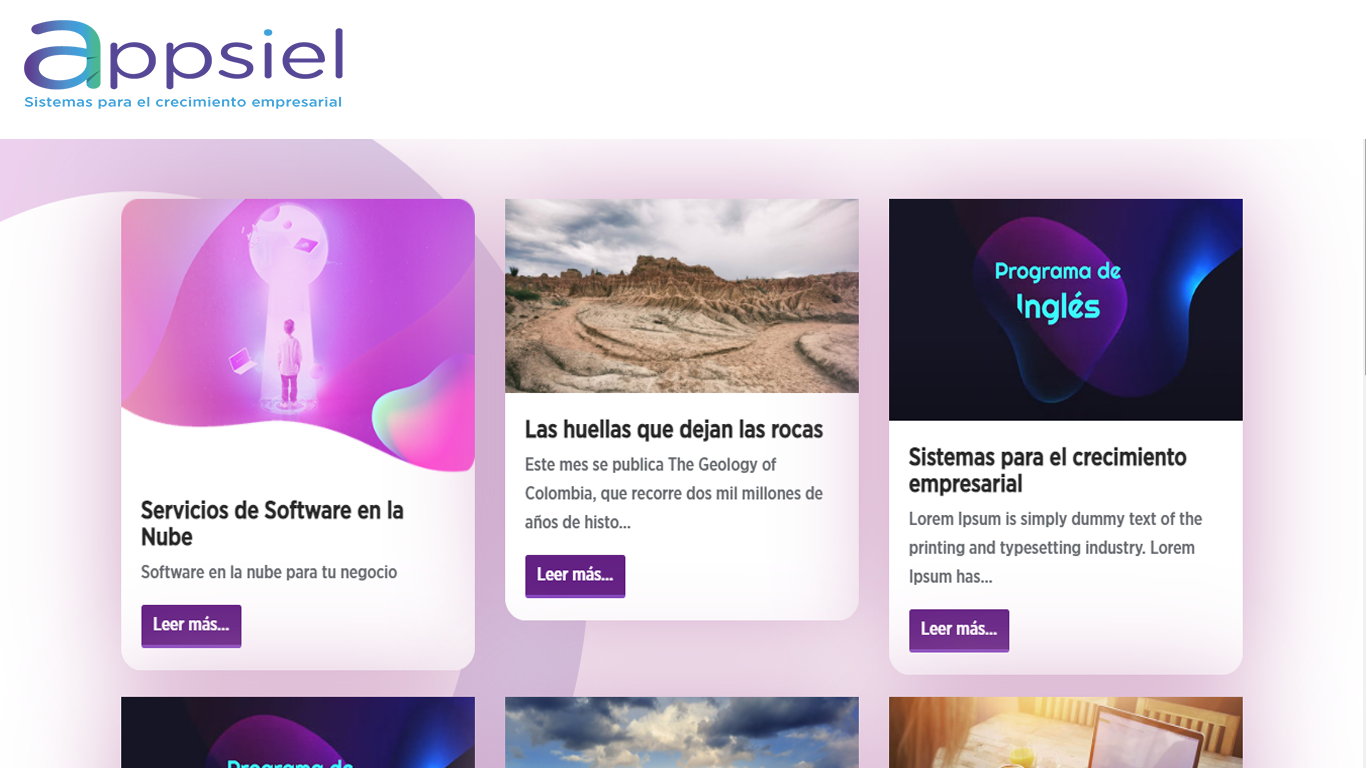 appsiel
Sistemas para el crecimiento empresarial
Servicios de Software en la
Nube
Software en la nube para tu negocio
Leer más...
Las huellas que dejan las rocas
Este mes se publica The Geology of
Colombia, que recorre dos mil millones de
años de histo...
Leer más...
Programa de
Inglés
Sistemas para el crecimiento
empresarial
Lorem Ipsum is simply dummy text of the
printing and typesetting industry. Lorem
Ipsum has...
Leer más...
Programa de